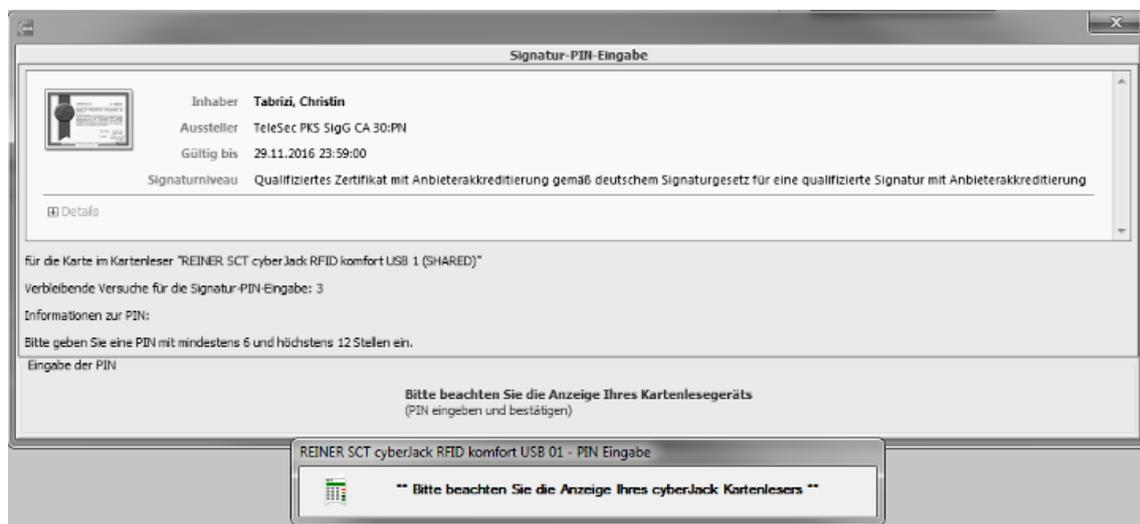 Signatur-PIN-Eingabe
Inhaber Tabrizi, Christin
Aussteller TeleSec PKS SigG CA 30:PN
Gültig bis 29.11.2016 23:59:00
Signaturniveau Qualifiziertes Zertifikat mit Anbieterakkreditierung gemäß deutschem Signaturgesetz für eine qualifizierte Signatur mit Anbieterakkreditierung
Details
für die Karte im Kartenleser "REINER SCT cyberJack RFID komfort USB 1 (SHARED)"
Verbleibende Versuche für die Signatur-PIN-Eingabe: 3
Informationen zur PIN:
Bitte geben Sie eine PIN mit mindestens 6 und höchstens 12 Stellen ein.
Eingabe der PIN
Bitte beachten Sie die Anzeige Ihres Kartenlesegeräts
(PIN eingeben und bestätigen)
REINER SCT cyberJack RFID komfort USB 01 - PIN Eingabe
** Bitte beachten Sie die Anzeige Ihres cyberJack Kartenlesers **